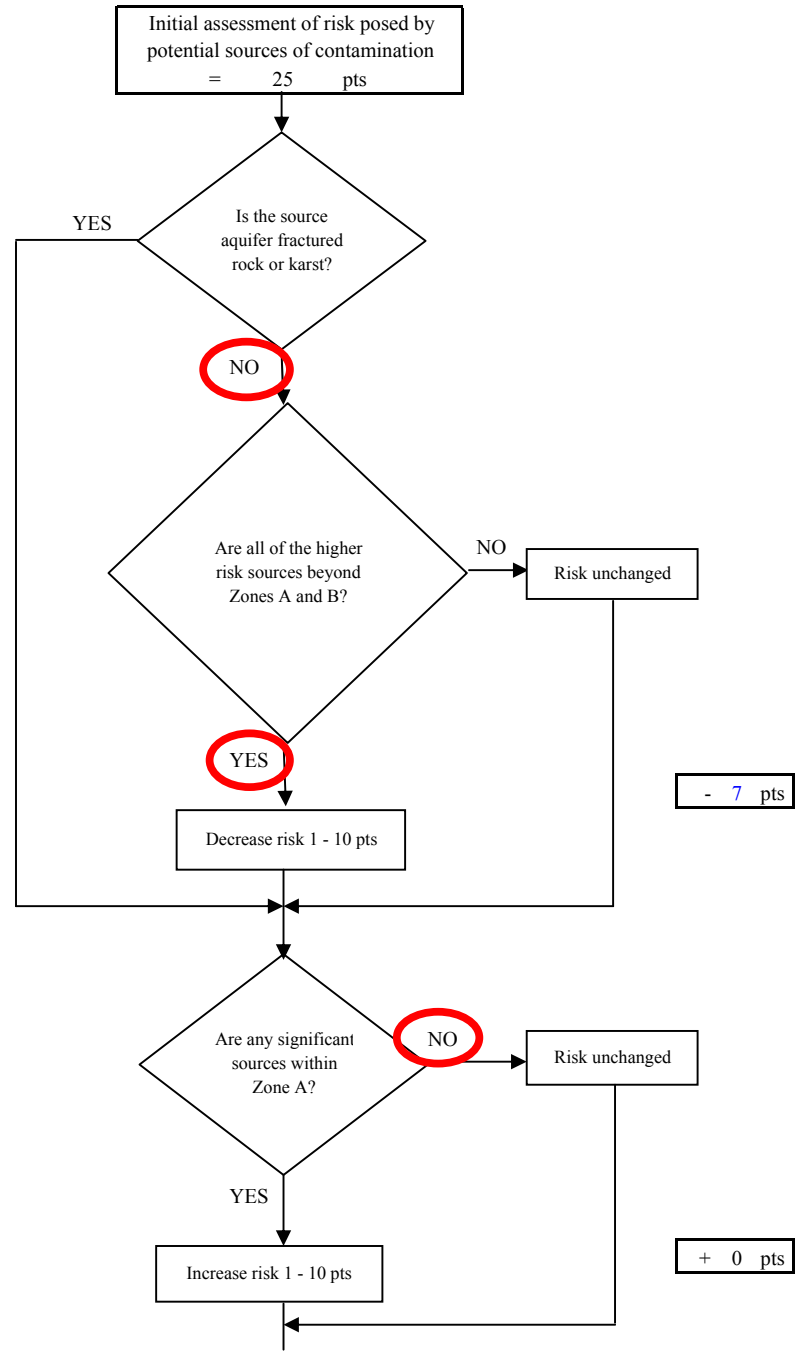 Initial assessment of risk posed by
potential sources of contamination
= 25 pts
YES
Is the source
aquifer fractured
rock or karst?
NO
Are all of the higher
risk sources beyond
Zones A and B?
NO
Risk unchanged
YES
- 7 pts
Decrease risk 1 - 10 pts
Are any significant
sources within
Zone A?
NO
Risk unchanged
YES
+ 0 pts
Increase risk 1 - 10 pts